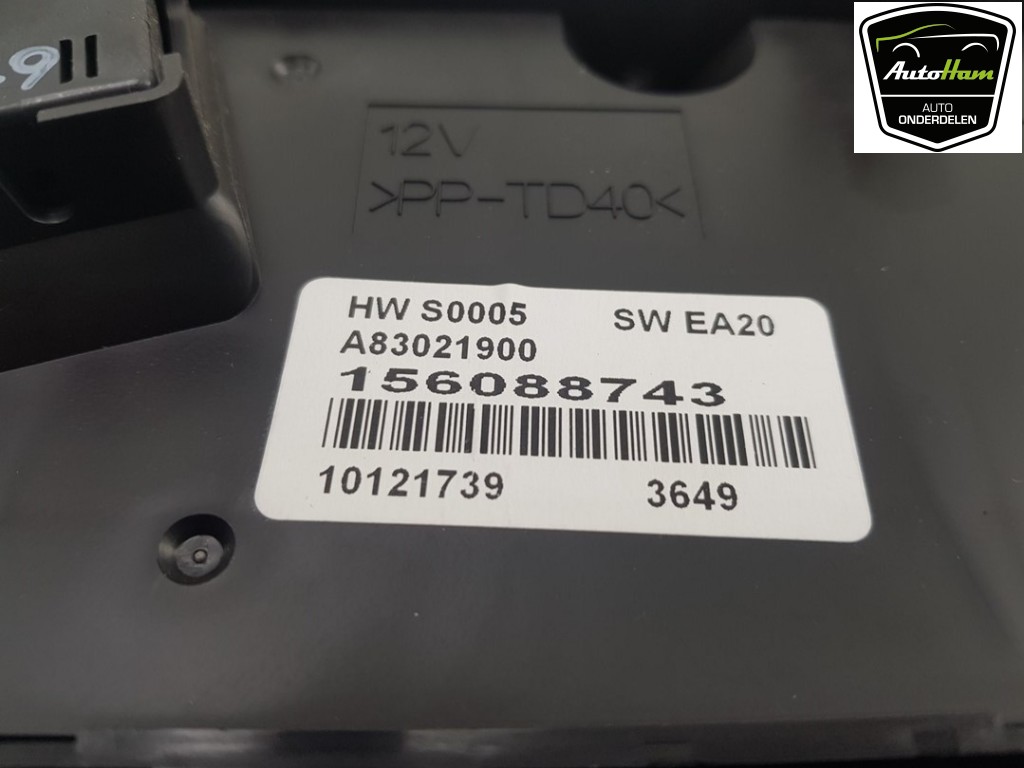 AutoHam
AUTO
ONDERDELEN
12V
>PP-TD40<
HW S0005 SW EA20
A83021900
156088743
10121739 3649